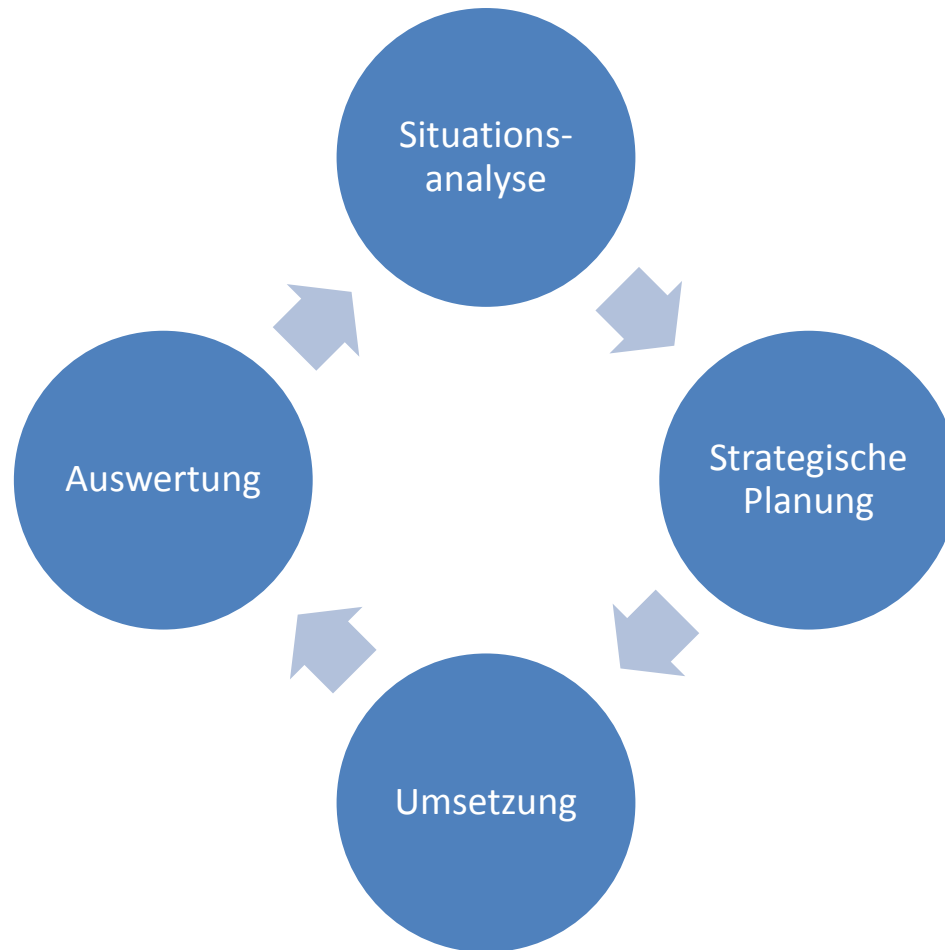 Situations-
analyse
Strategische
Planung
Umsetzung
Auswertung